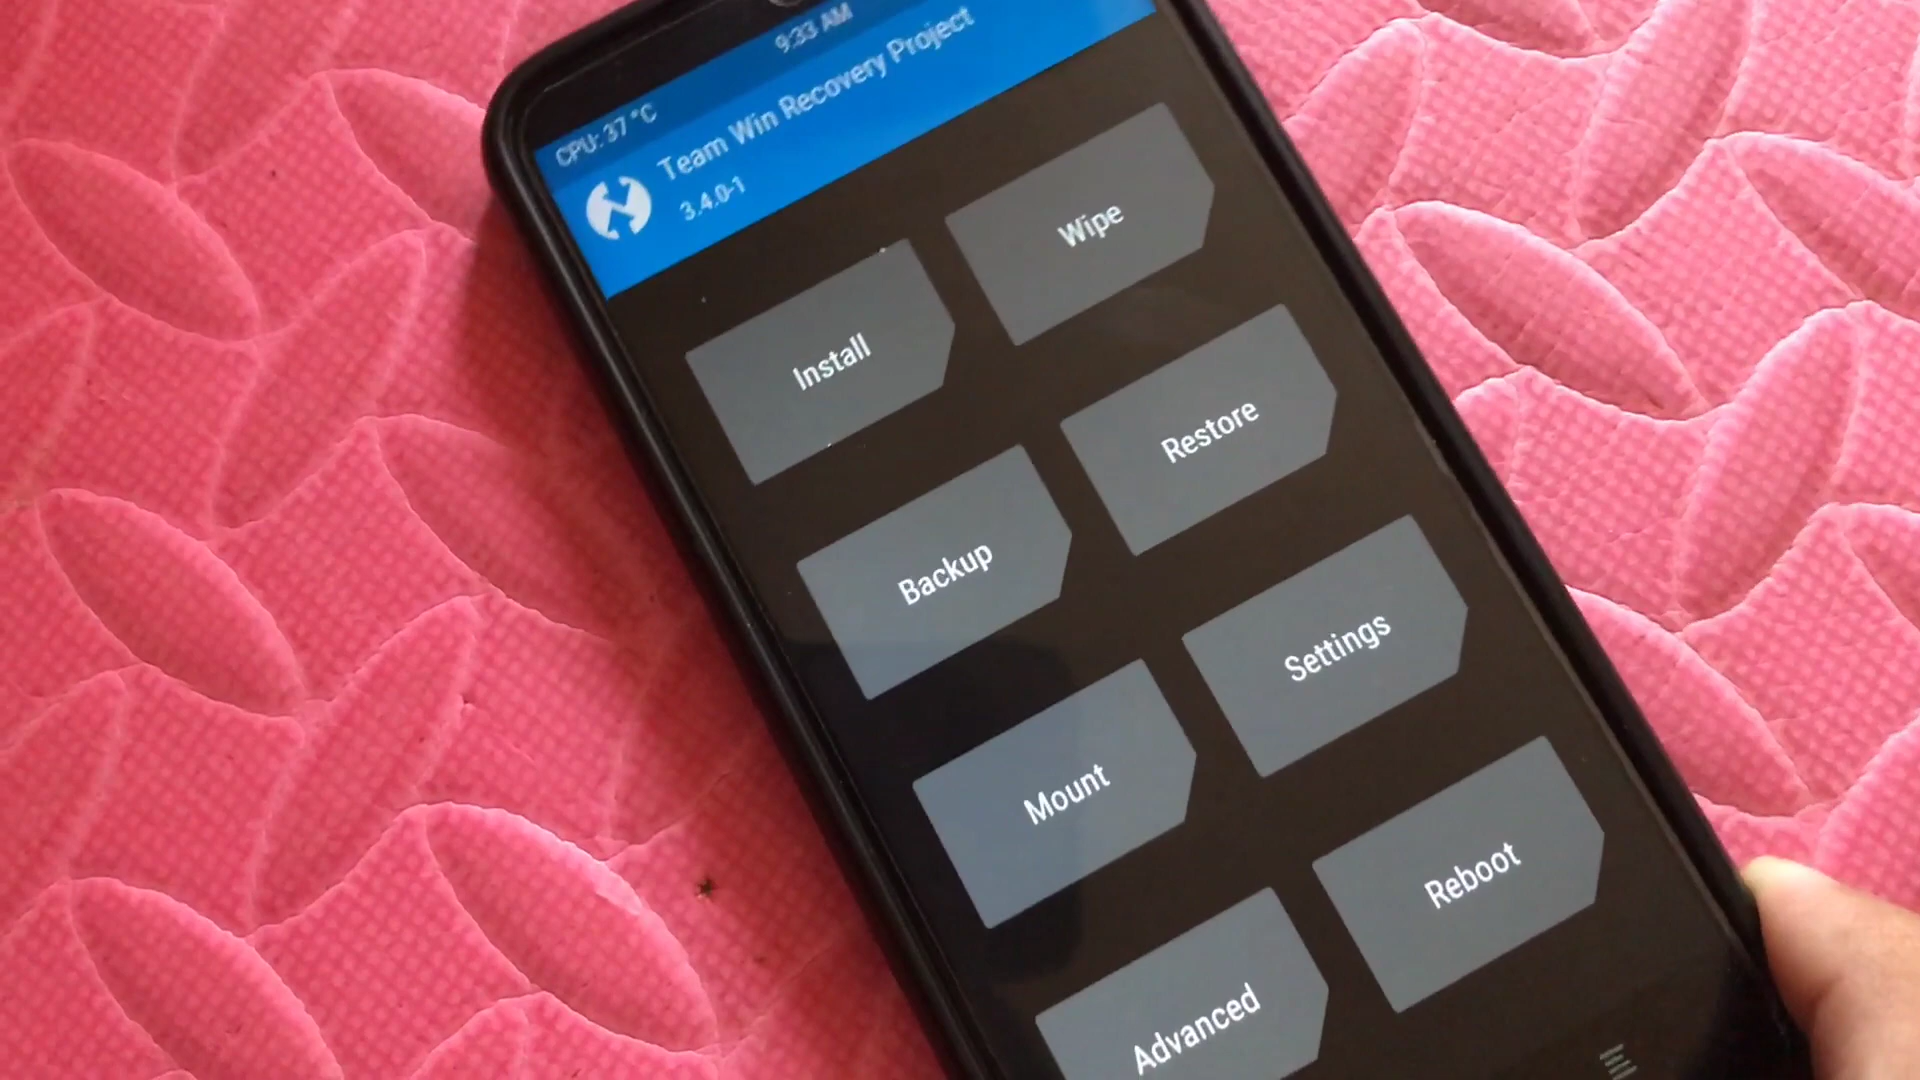 CPU: 37 °C 9:33 AM
Team Win Recovery Project
3.4.0-1
Install Wipe
Backup Restore
Mount Settings
Advanced Reboot